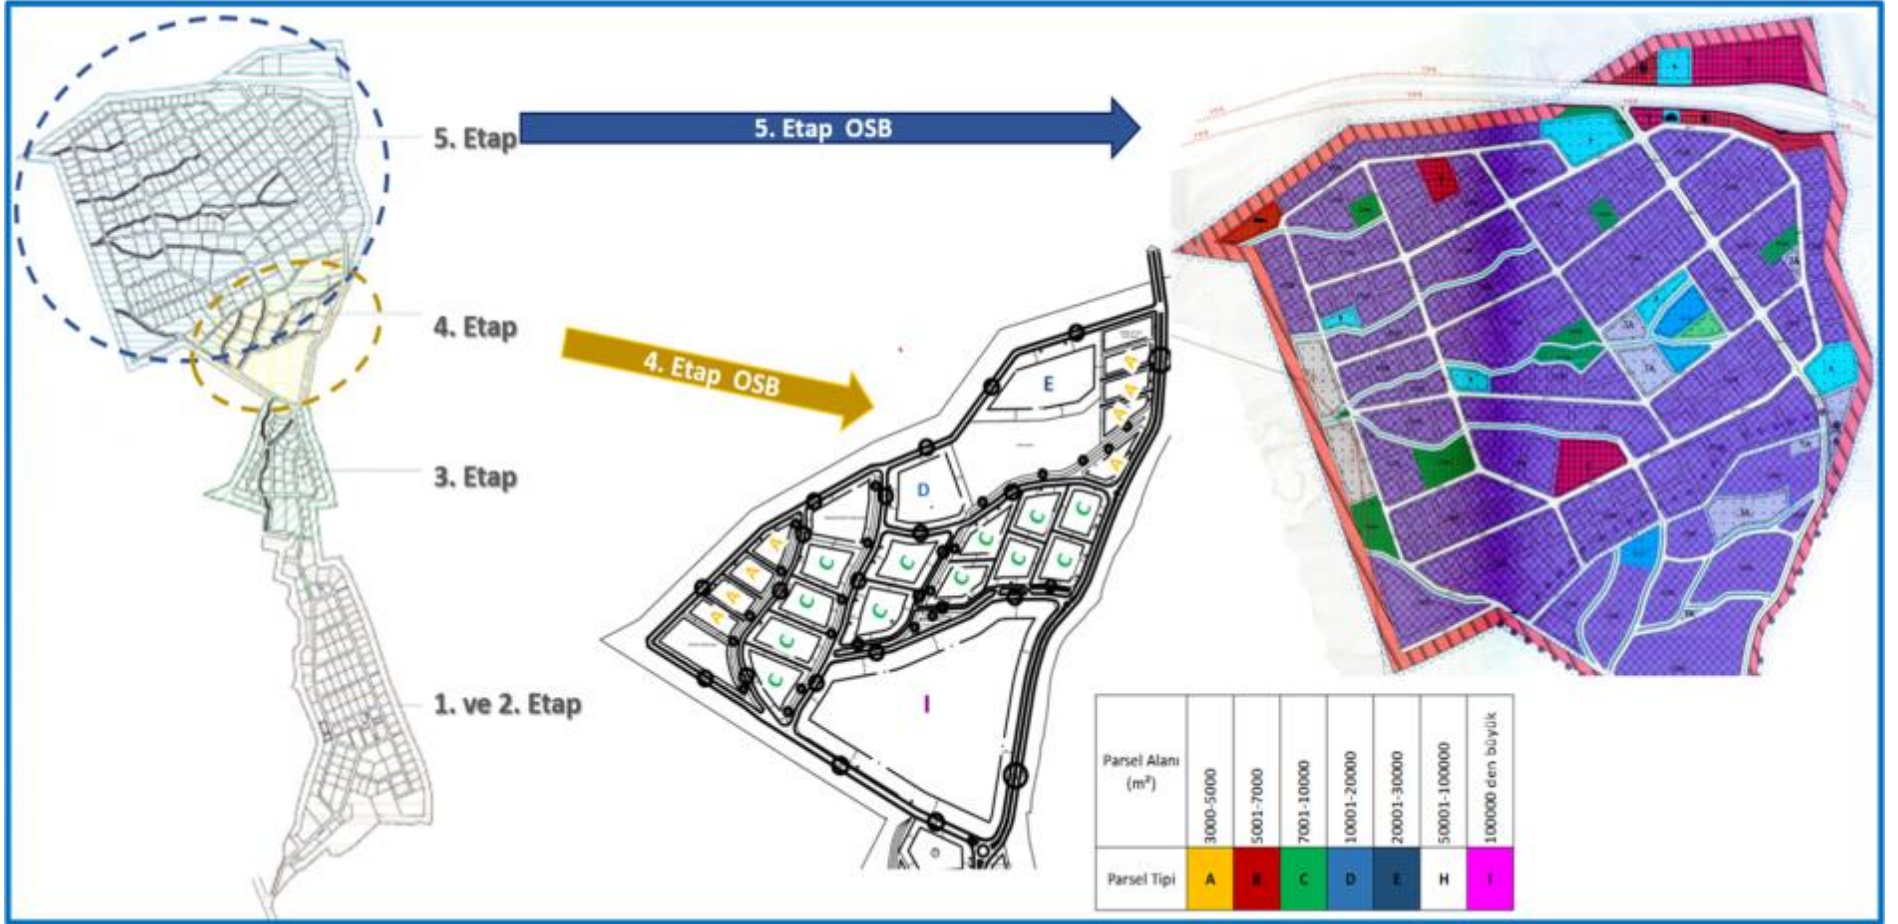 5. Etap
5. Etap OSB
4. Etap
4. Etap OSB
3. Etap
1. ve 2. Etap
E
A
A
A
A
D
C
C
C
C
C
C
C
C
C
C
C
C
A
A
A
A
I
Parsel Alanı
(m²)
3000-5000
5001-7000
7001-10000
10001-20000
20001-30000
50001-100000
100000 den büyük
Parsel Tipi
A
B
C
D
E
H
I